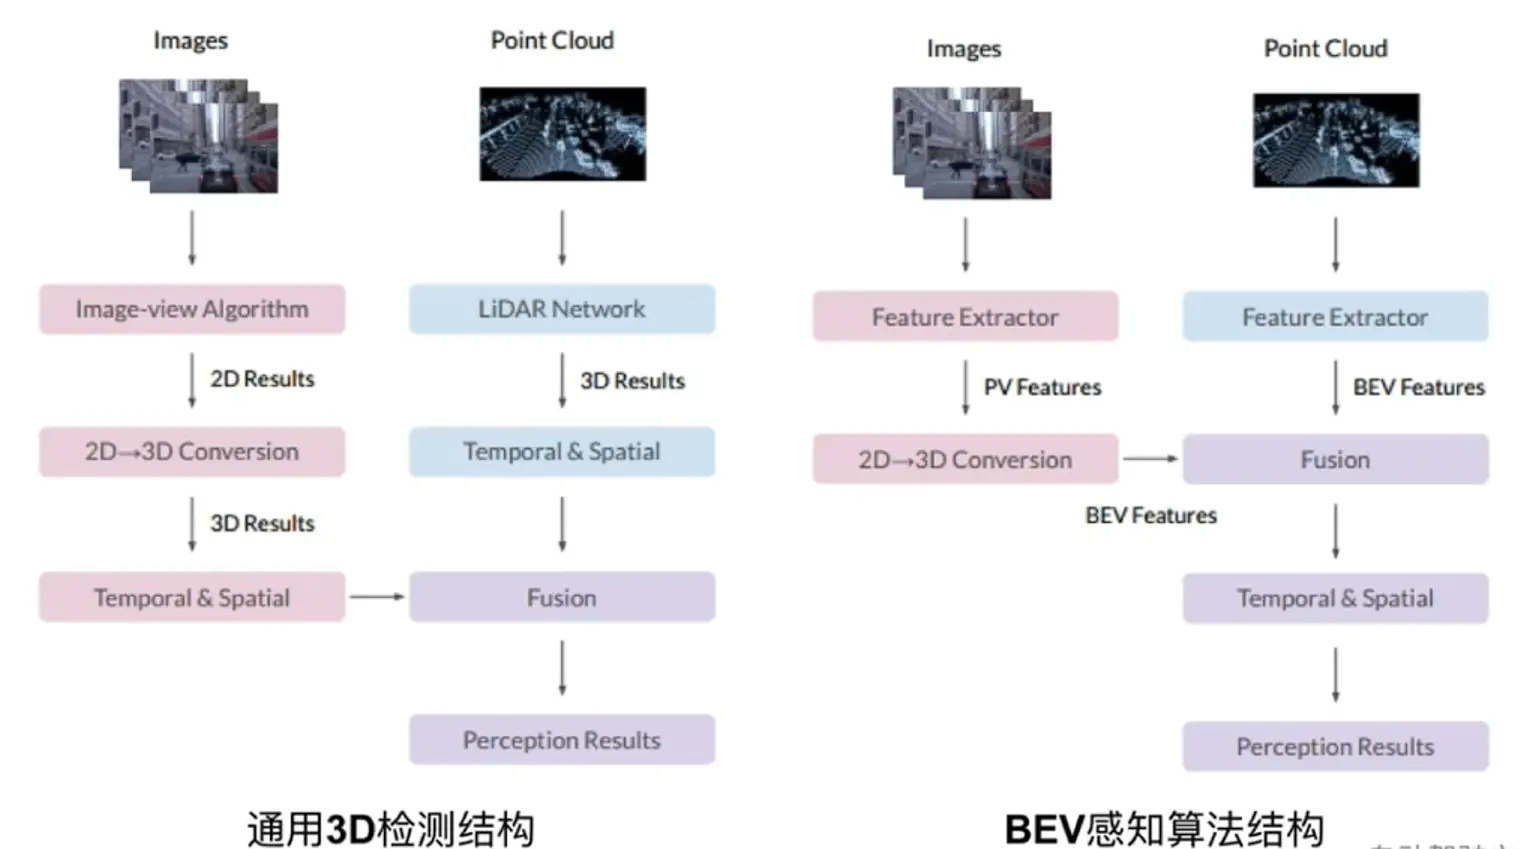 Images
Point Cloud
Image-view Algorithm
LiDAR Network
2D Results
3D Results
2D→3D Conversion
Temporal & Spatial
3D Results
Temporal & Spatial
Fusion
Perception Results
通用3D检测结构
Images
Point Cloud
Feature Extractor
Feature Extractor
PV Features
BEV Features
2D→3D Conversion
Fusion
BEV Features
Temporal & Spatial
Perception Results
BEV感知算法结构